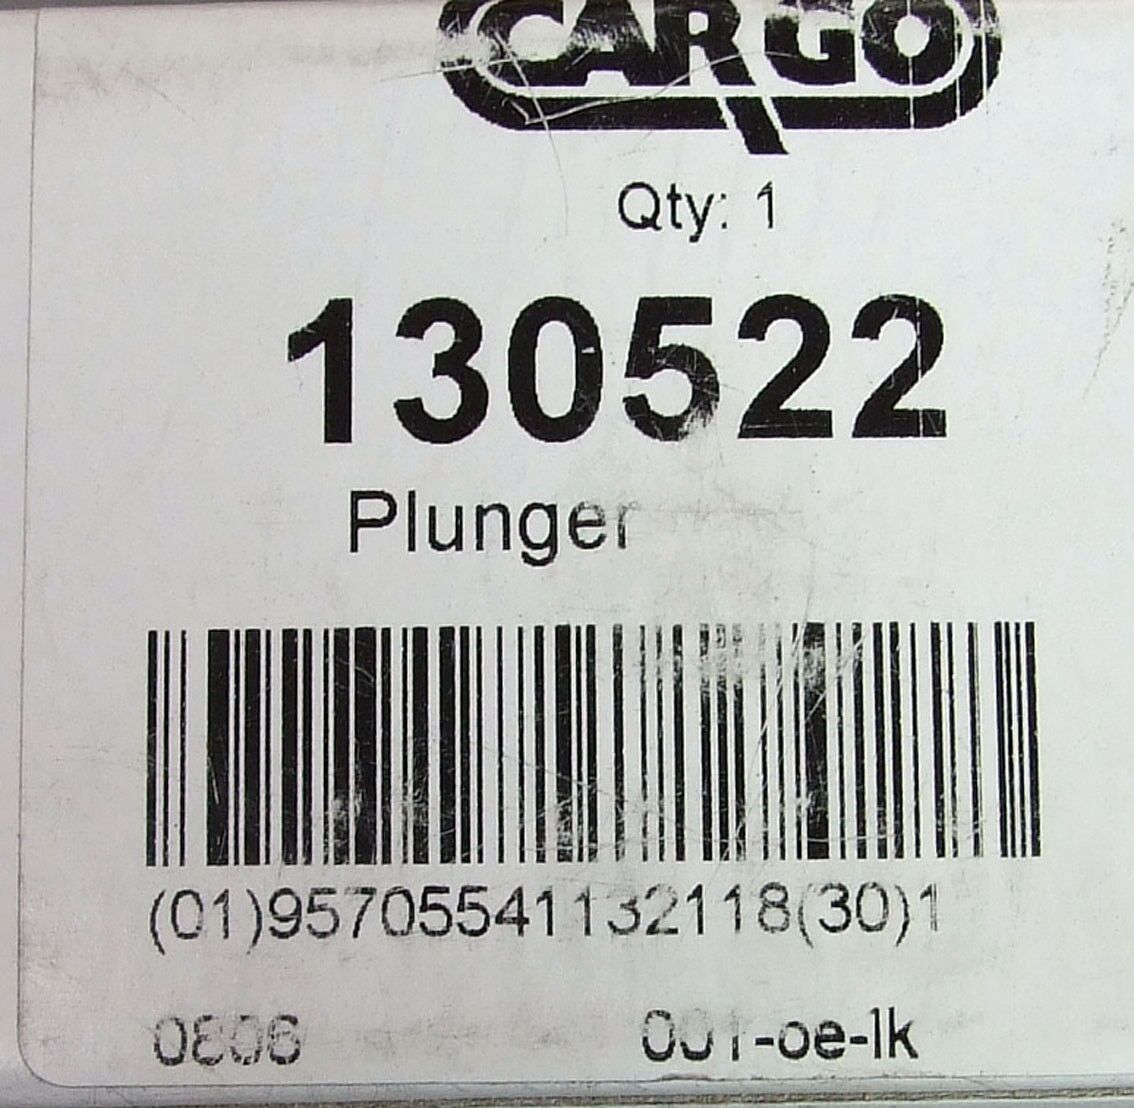 CARGO
Qty: 1
130522
Plunger
(01)95705541132118(30)1
0806
001-oe-lk